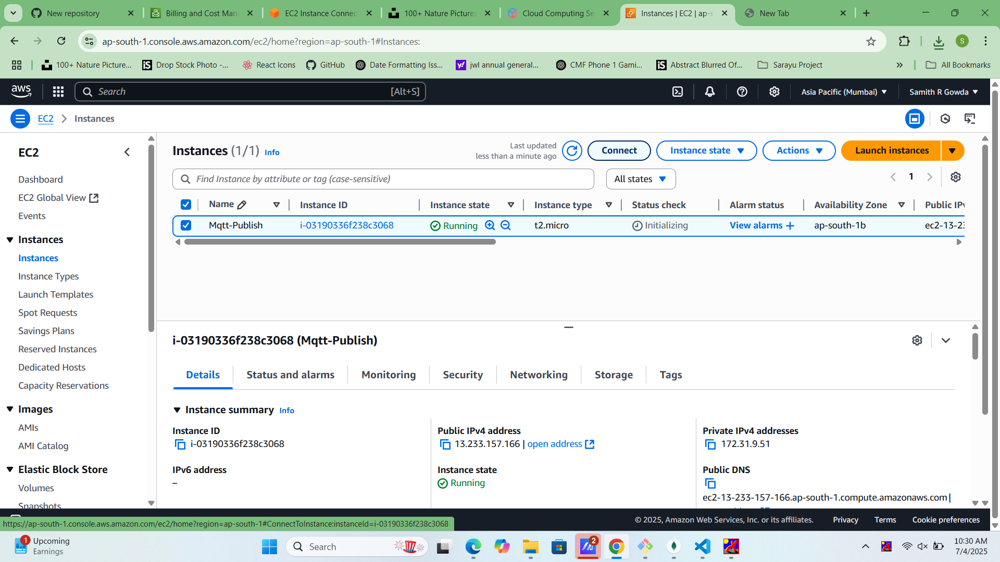 New repository
Billing and Cost Man
EC2 Instance Connec
100+ Nature Pictures
Cloud Computing Se
Instances | EC2 | ap-s
New Tab
ap-south-1.console.aws.amazon.com/ec2/home?region=ap-south-1#Instances:
S
100+ Nature Picture...
Drop Stock Photo -...
React Icons
GitHub
Date Formatting Iss...
jwl annual general...
CMF Phone 1 Gami...
Abstract Blurred Of...
Sarayu Project
All Bookmarks
aws
Search
[Alt+S]
Asia Pacific (Mumbai)
Samith R Gowda
EC2
Instances
EC2
Dashboard
EC2 Global View
Events
Instances
Instances
Instance Types
Launch Templates
Spot Requests
Savings Plans
Reserved Instances
Dedicated Hosts
Capacity Reservations
Images
AMIs
AMI Catalog
Elastic Block Store
Volumes
Snapshots
Instances (1/1) Info
Last updated
less than a minute ago
Connect
Instance state
Actions
Launch instances
Find Instance by attribute or tag (case-sensitive)
All states
1
Name
Instance ID
Instance state
Instance type
Status check
Alarm status
Availability Zone
Public IPv
Mqtt-Publish
i-03190336f238c3068
Running
t2.micro
Initializing
View alarms +
ap-south-1b
ec2-13-23
i-03190336f238c3068 (Mqtt-Publish)
Details
Status and alarms
Monitoring
Security
Networking
Storage
Tags
Instance summary Info
Instance ID
i-03190336f238c3068
Public IPv4 address
13.233.157.166 | open address
Private IPv4 addresses
172.31.9.51
IPv6 address
–
Instance state
Running
Public DNS
ec2-13-233-157-166.ap-south-1.compute.amazonaws.com |
https://ap-south-1.console.aws.amazon.com/ec2/home?region=ap-south-1#ConnectToInstance:instanceId=i-03190336f238c3068
© 2025, Amazon Web Services, Inc. or its affiliates.
Privacy
Terms
Cookie preferences
1
Upcoming
Earnings
Search
2
10:30 AM
7/4/2025